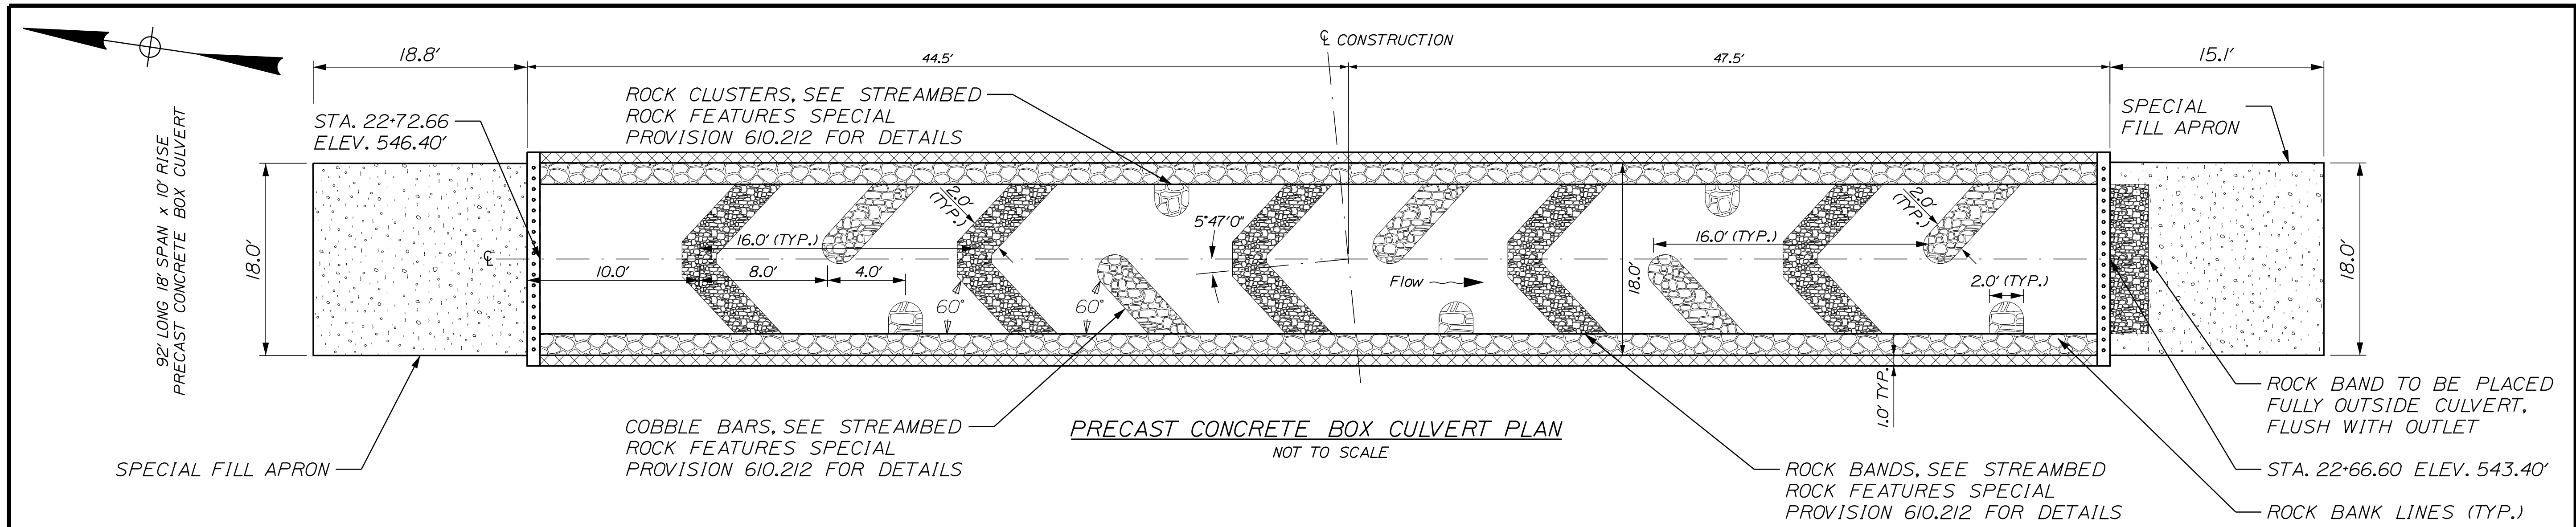 ℄ CONSTRUCTION
18.8'
44.5'
47.5'
15.1'
92' LONG 18' SPAN x 10' RISE
PRECAST CONCRETE BOX CULVERT
STA. 22+72.66
ELEV. 546.40'
ROCK CLUSTERS, SEE STREAMBED
ROCK FEATURES SPECIAL
PROVISION 610.212 FOR DETAILS
SPECIAL
FILL APRON
18.0'
℄
2.0'
(TYP.)
16.0' (TYP.)
10.0'
8.0'
4.0'
60°
60°
5°47'0"
Flow
18.0'
16.0' (TYP.)
2.0'
(TYP.)
2.0' (TYP.)
18.0'
1.0' TYP.
SPECIAL FILL APRON
COBBLE BARS, SEE STREAMBED
ROCK FEATURES SPECIAL
PROVISION 610.212 FOR DETAILS
PRECAST CONCRETE BOX CULVERT PLAN
NOT TO SCALE
ROCK BANDS, SEE STREAMBED
ROCK FEATURES SPECIAL
PROVISION 610.212 FOR DETAILS
ROCK BAND TO BE PLACED
FULLY OUTSIDE CULVERT,
FLUSH WITH OUTLET
STA. 22+66.60 ELEV. 543.40'
ROCK BANK LINES (TYP.)